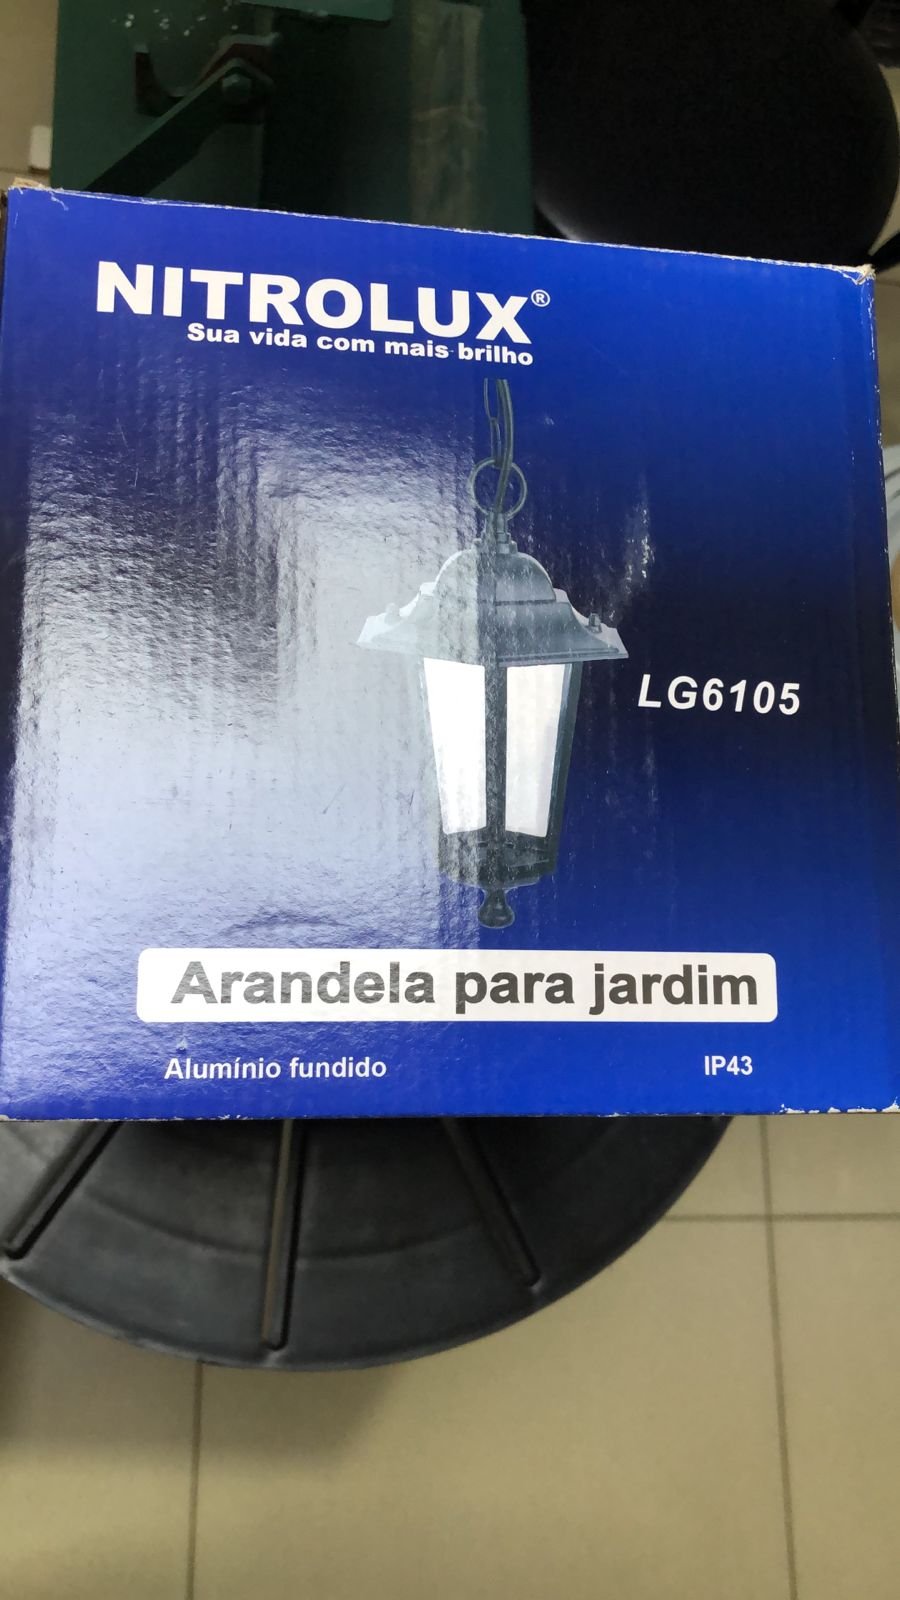 NITROLUX®
Sua vida com mais brilho
LG6105
Arandela para jardim
Alumínio fundido
IP43